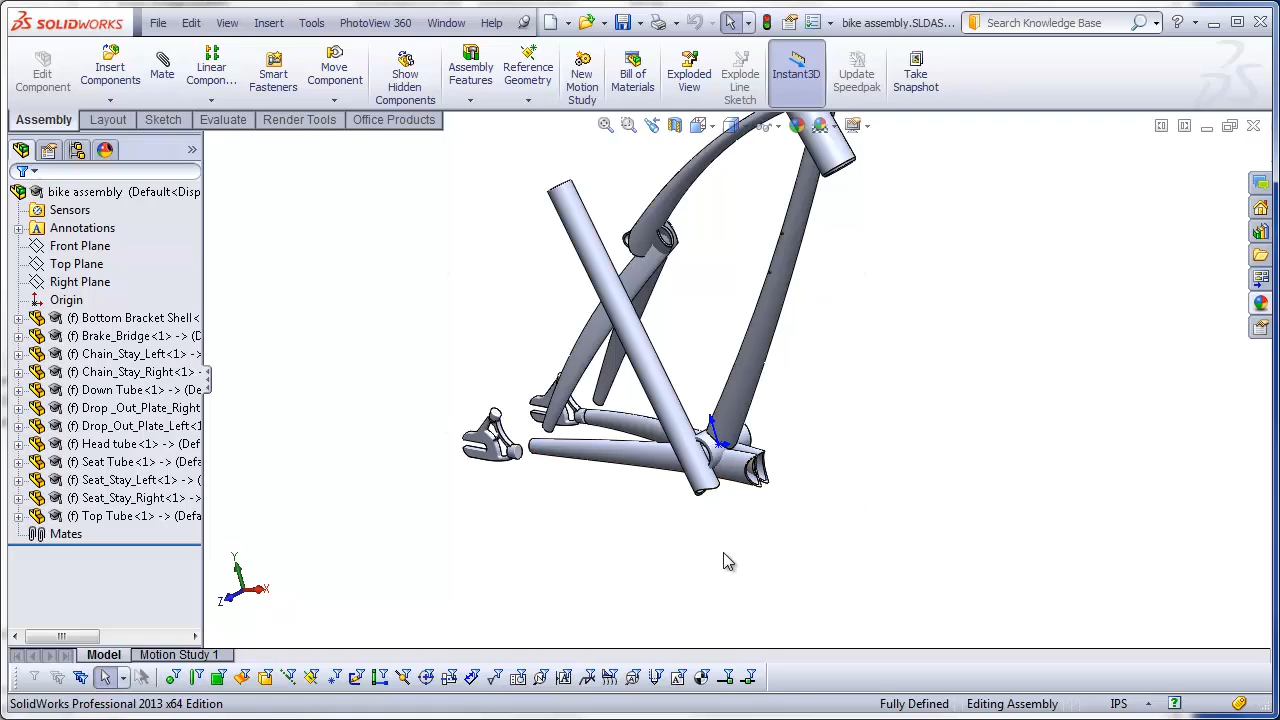 SOLIDWORKS File Edit View Insert Tools PhotoView 360 Window Help bike assembly.SLDAS... Search Knowledge Base
Edit Component
Insert Components
Mate
Linear Compon...
Smart Fasteners
Move Component
Show Hidden Components
Assembly Features
Reference Geometry
New Motion Study
Bill of Materials
Exploded View
Explode Line Sketch
Instant3D
Update Speedpak
Take Snapshot
Assembly Layout Sketch Evaluate Render Tools Office Products
bike assembly (Default<Disp
Sensors
Annotations
Front Plane
Top Plane
Right Plane
Origin
(f) Bottom Bracket Shell<
(f) Brake_Bridge<1> -> (D
(f) Chain_Stay_Left<1> ->
(f) Chain_Stay_Right<1> -
(f) Down Tube<1> -> (De
(f) Drop_Out_Plate_Right
(f) Drop_Out_Plate_Left<
(f) Head tube<1> -> (Def
(f) Seat Tube<1> -> (Defa
(f) Seat_Stay_Left<1> -> (
(f) Seat_Stay_Right<1> ->
(f) Top Tube<1> -> (Defa
Mates
Y
X
Z
Model Motion Study 1
SolidWorks Professional 2013 x64 Edition Fully Defined Editing Assembly IPS